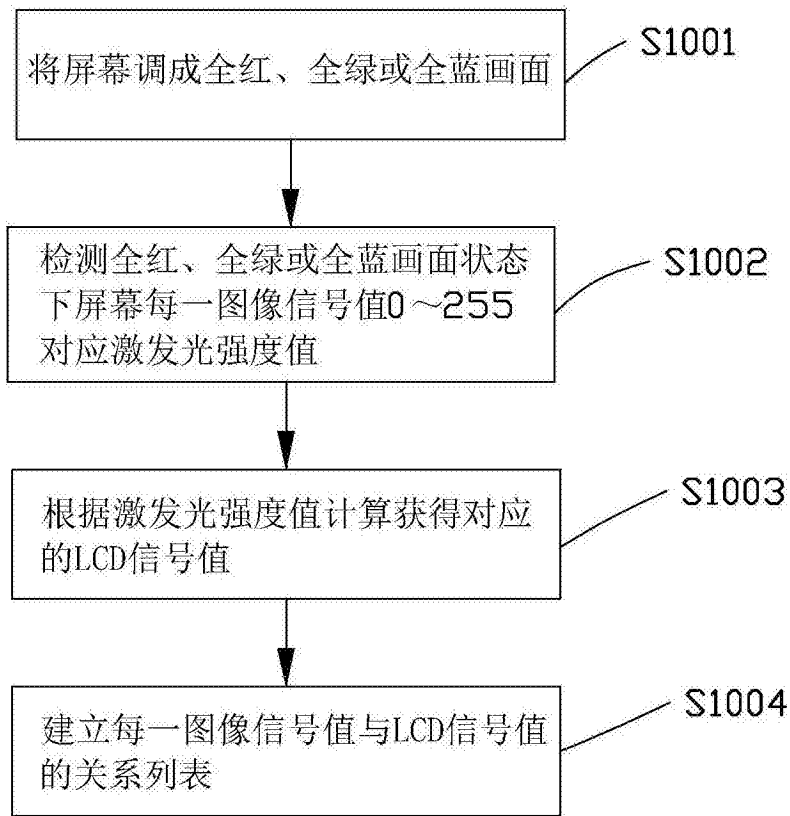 将屏幕调成全红、全绿或全蓝画面
S1001
检测全红、全绿或全蓝画面状态
下屏幕每一图像信号值0～255
对应激发光强度值
S1002
根据激发光强度值计算获得对应
的LCD信号值
S1003
建立每一图像信号值与LCD信号值
的关系列表
S1004